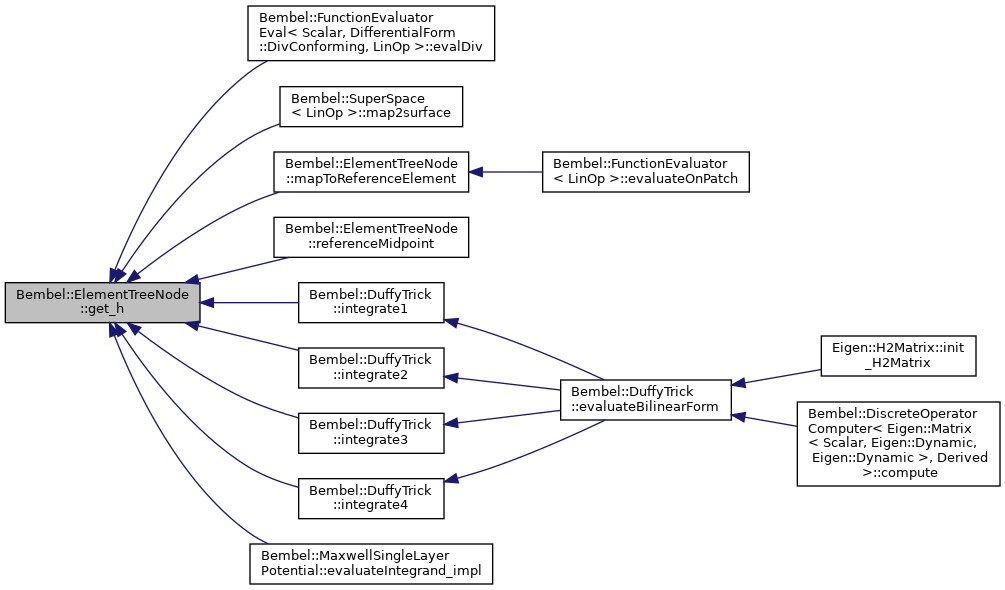 Bembel::FunctionEvaluator
Eval< Scalar, DifferentialForm
::DivConforming, LinOp >::evalDiv
Bembel::SuperSpace
< LinOp >::map2surface
Bembel::ElementTreeNode
::mapToReferenceElement
Bembel::FunctionEvaluator
< LinOp >::evaluateOnPatch
Bembel::ElementTreeNode
::referenceMidpoint
Bembel::ElementTreeNode
::get_h
Bembel::DuffyTrick
::integrate1
Bembel::DuffyTrick
::integrate2
Bembel::DuffyTrick
::integrate3
Bembel::DuffyTrick
::integrate4
Bembel::DuffyTrick
::evaluateBilinearForm
Eigen::H2Matrix::init
_H2Matrix
Bembel::DiscreteOperator
Computer< Eigen::Matrix
< Scalar, Eigen::Dynamic,
Eigen::Dynamic >, Derived
>::compute
Bembel::MaxwellSingleLayer
Potential::evaluateIntegrand_impl